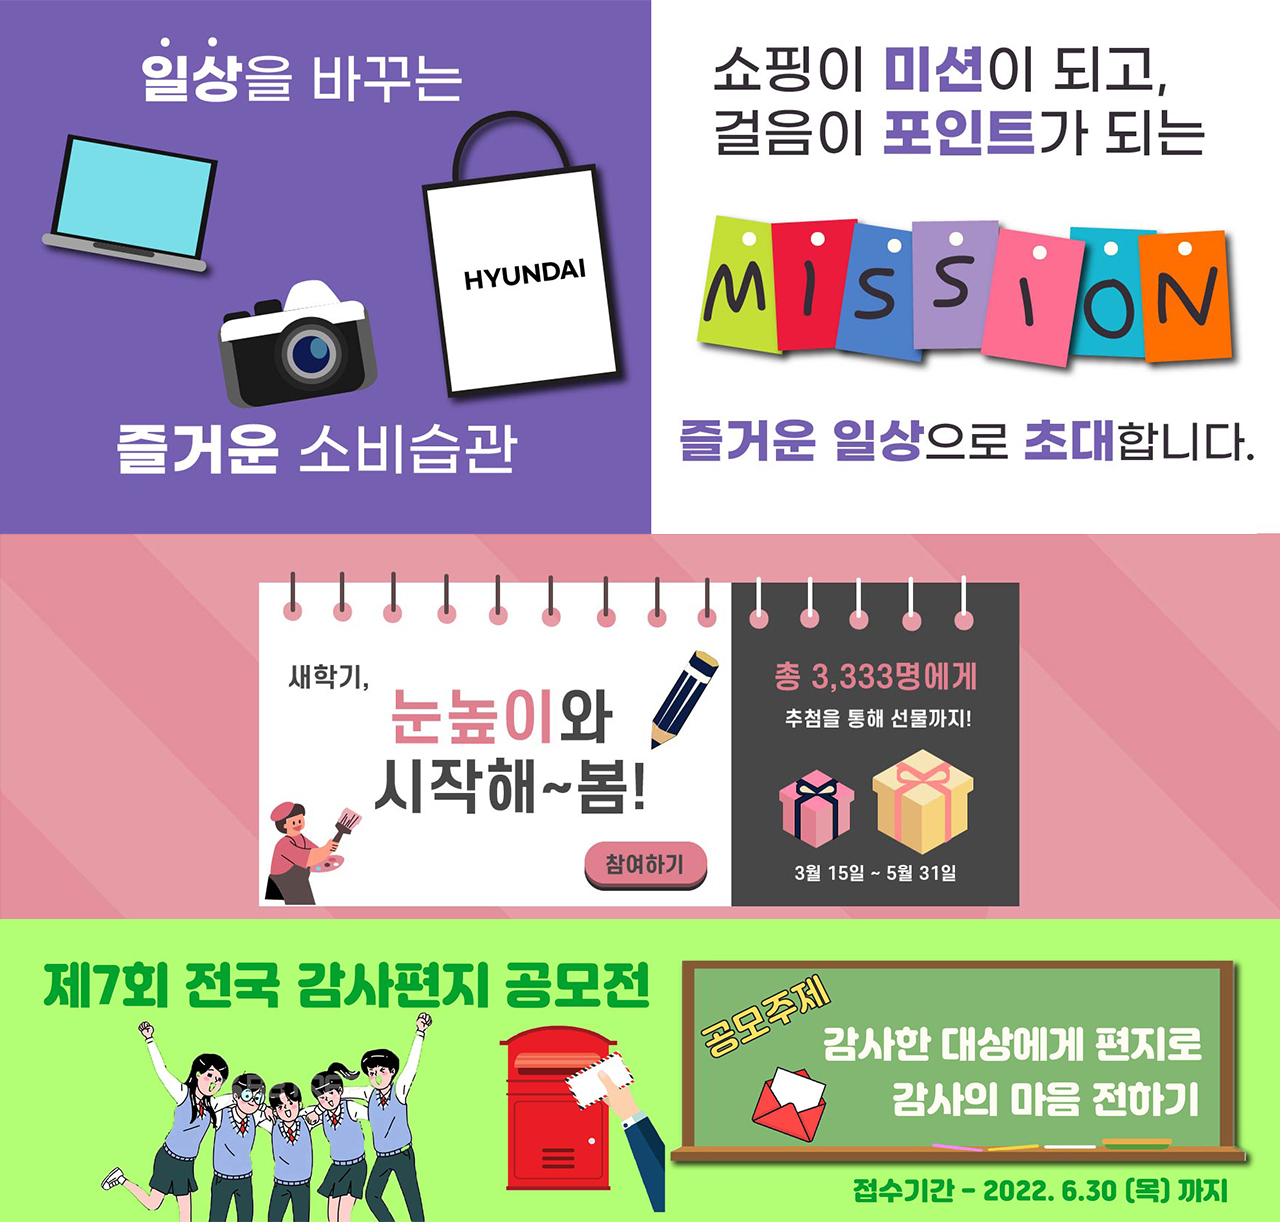 일상을 바꾸는
HYUNDAI
즐거운 소비습관
쇼핑이 미션이 되고,
걸음이 포인트가 되는
MISSION
즐거운 일상으로 초대합니다.
새학기,
눈높이와
시작해~봄!
참여하기
총 3,333명에게
추첨을 통해 선물까지!
3월 15일 ~ 5월 31일
제7회 전국 감사편지 공모전
공모주제
감사한 대상에게 편지로
감사의 마음 전하기
접수기간 - 2022. 6.30 (목) 까지